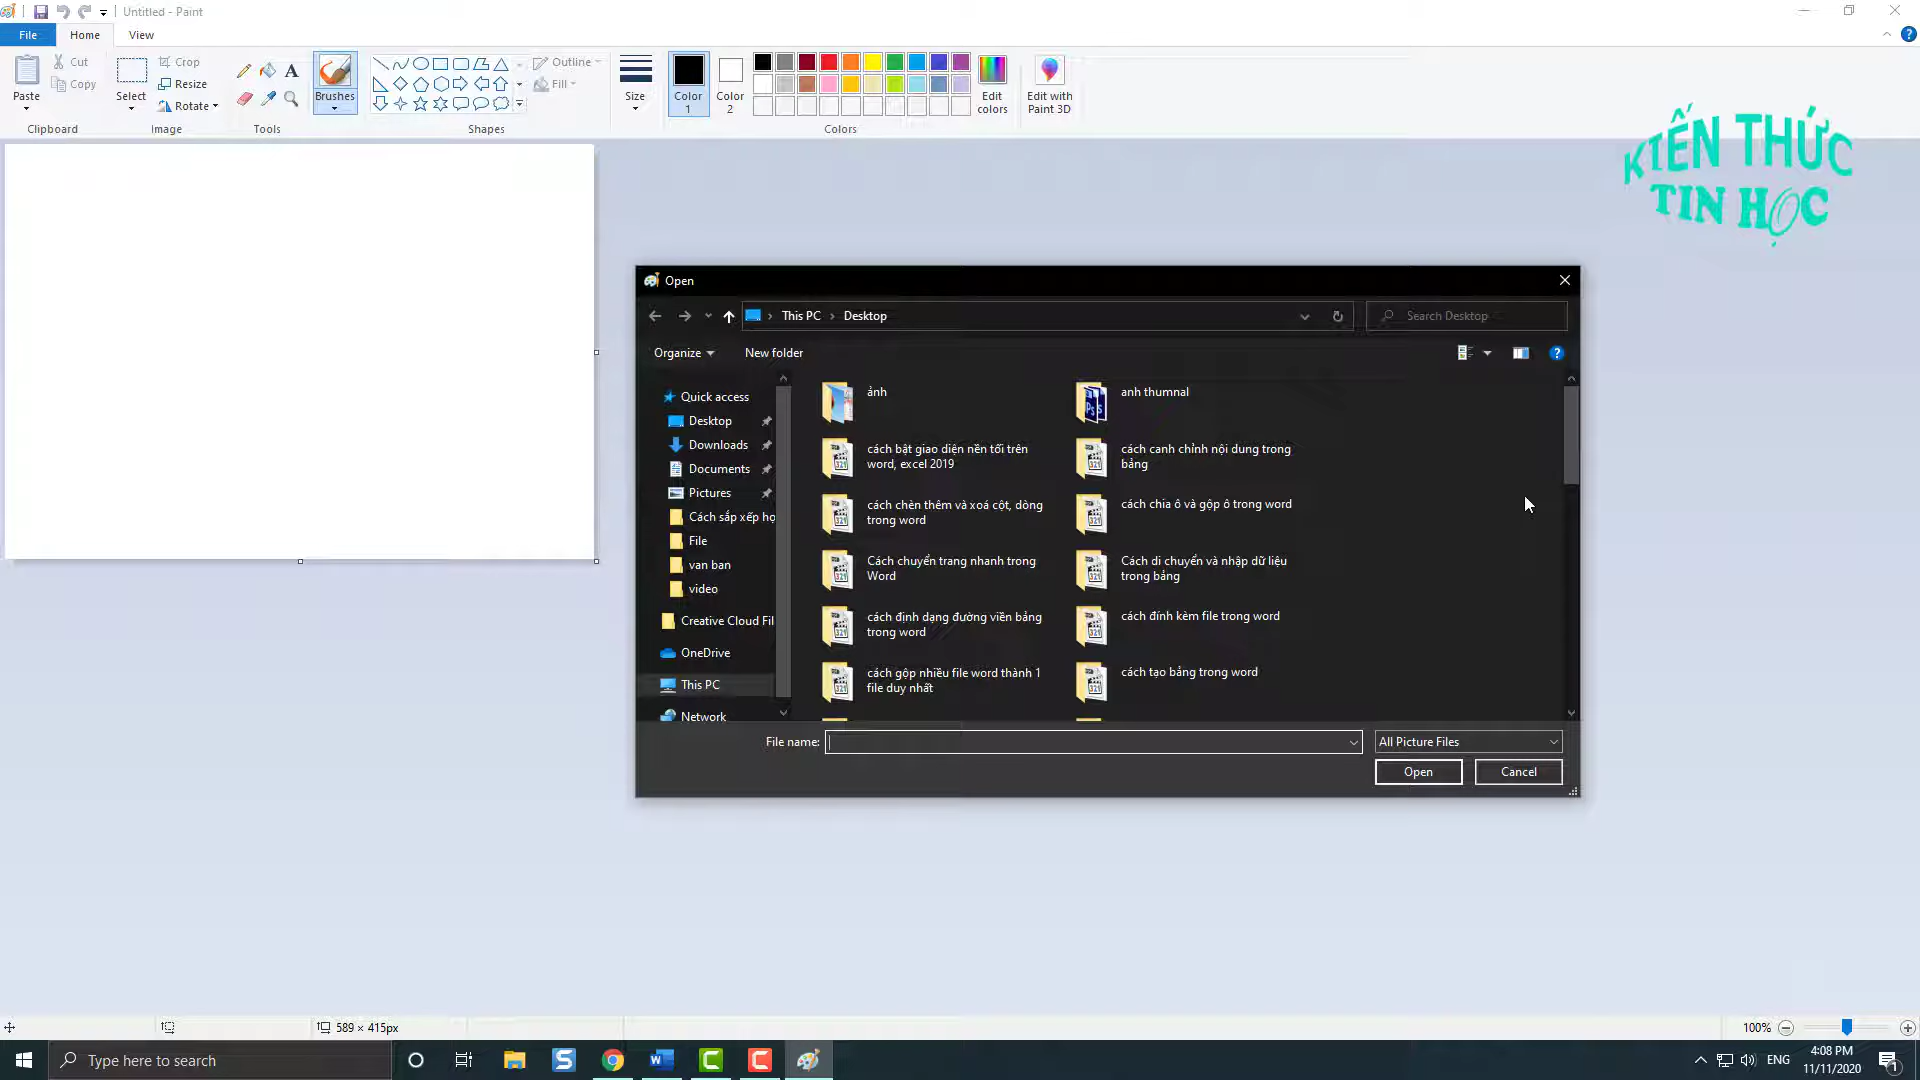 Untitled - Paint
File
Home
View
Paste
Cut
Copy
Clipboard
Select
Crop
Resize
Rotate
Image
A
Tools
Brushes
Shapes
Outline
Fill
Size
Color
1
Color
2
Colors
Edit
colors
Edit with
Paint 3D
KIẾN THỨC
TIN HỌC
Open
This PC
Desktop
Search Desktop
Organize
New folder
Quick access
Desktop
Downloads
Documents
Pictures
Cách sắp xếp họ
File
van ban
video
Creative Cloud Fil
OneDrive
This PC
Network
ảnh
anh thumnal
cách bật giao diện nền tối trên
word, excel 2019
cách canh chỉnh nội dung trong
bảng
cách chèn thêm và xoá cột, dòng
trong word
cách chia ô và gộp ô trong word
Cách chuyển trang nhanh trong
Word
Cách di chuyển và nhập dữ liệu
trong bảng
cách định dạng đường viền bảng
trong word
cách đính kèm file trong word
cách gộp nhiều file word thành 1
file duy nhất
cách tạo bảng trong word
File name:
All Picture Files
Open
Cancel
589 × 415px
100%
Type here to search
ENG
4:08 PM
11/11/2020